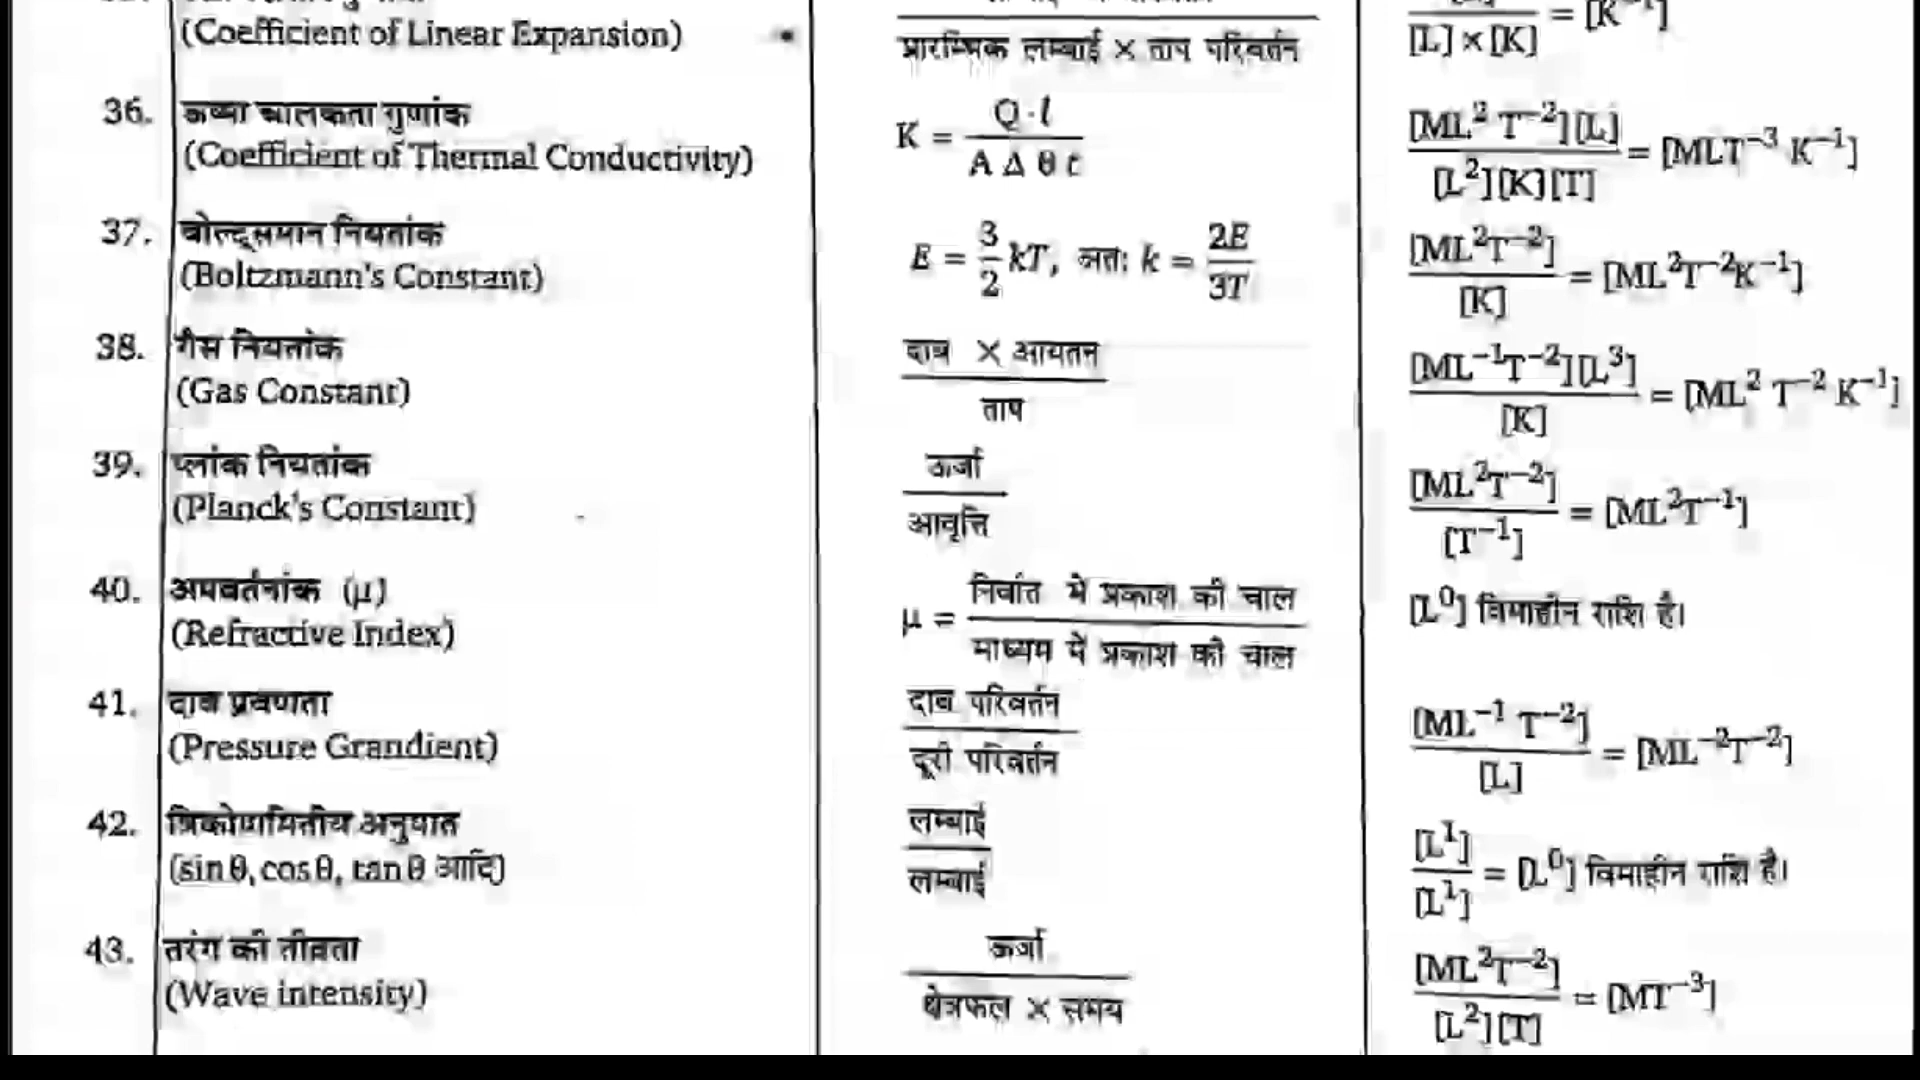 (Coefficient of Linear Expansion)
प्रारम्भिक लम्बाई × ताप परिवर्तन
[L] × [K] = [K⁻¹]
36. ऊष्मा चालकता गुणांक
(Coefficient of Thermal Conductivity)
K = Q · l / A Δ θ t
[ML² T⁻²][L] / [L²][K][T] = [MLT⁻³ K⁻¹]
37. वोल्ट्समान नियतांक
(Boltzmann's Constant)
E = 3/2 kT, अतः k = 2E/3T
[ML²T⁻²] / [K] = [ML²T⁻²K⁻¹]
38. गैस नियतांक
(Gas Constant)
दाब × आयतन / ताप
[ML⁻¹T⁻²][L³] / [K] = [ML² T⁻² K⁻¹]
39. प्लांक नियतांक
(Planck's Constant)
ऊर्जा / आवृत्ति
[ML²T⁻²] / [T⁻¹] = [ML²T⁻¹]
40. अपवर्तनांक (μ)
(Refractive Index)
μ = निर्वात में प्रकाश की चाल / माध्यम में प्रकाश की चाल
[L⁰] विमाहीन राशि है।
41. दाब प्रवणता
(Pressure Grandient)
दाब परिवर्तन / दूरी परिवर्तन
[ML⁻¹ T⁻²] / [L] = [ML⁻²T⁻²]
42. त्रिकोणमितीय अनुपात
(sin θ, cos θ, tan θ आदि)
लम्बाई / लम्बाई
[L¹] / [L¹] = [L⁰] विमाहीन राशि है।
43. तरंग की तीव्रता
(Wave intensity)
ऊर्जा / क्षेत्रफल × समय
[ML²T⁻²] / [L²][T] = [MT⁻³]